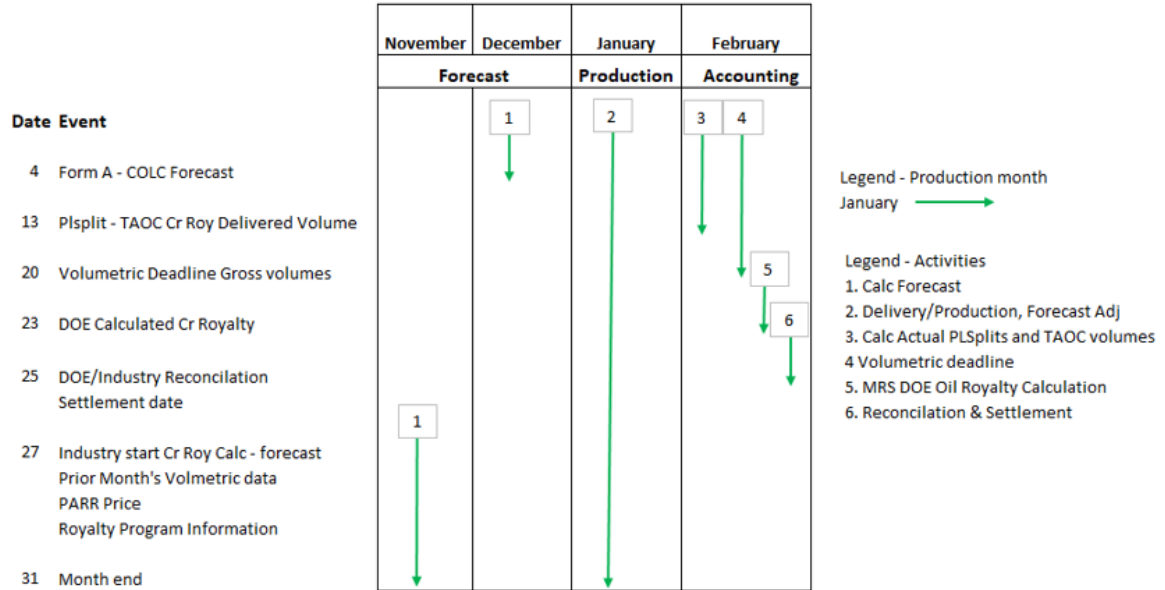 November December January February
Forecast Production Accounting
Date Event
1 2 3 4
4 Form A - COLC Forecast
Legend - Production month
January
13 Plsplit - TAOC Cr Roy Delivered Volume
20 Volumetric Deadline Gross volumes
5
23 DOE Calculated Cr Royalty
6
25 DOE/Industry Reconcilation
Settlement date
1
27 Industry start Cr Roy Calc - forecast
Prior Month's Volmetric data
PARR Price
Royalty Program Information
31 Month end
Legend - Activities
1. Calc Forecast
2. Delivery/Production, Forecast Adj
3. Calc Actual PLSplits and TAOC volumes
4 Volumetric deadline
5. MRS DOE Oil Royalty Calculation
6. Reconcilation & Settlement